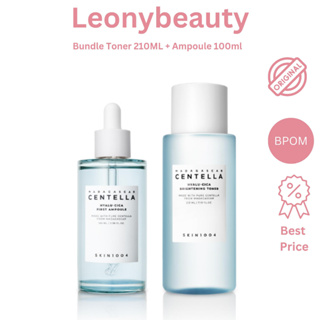 Leonybeauty
Bundle Toner 210ML + Ampoule 100ml
ORIGINAL
BPOM
%
Best
Price
MADAGASCAR
CENTELLA
HYALU-CICA
FIRST AMPOULE
SKIN1004
MADAGASCAR
CENTELLA
HYALU-CICA
BRIGHTENING TONER
SKIN1004